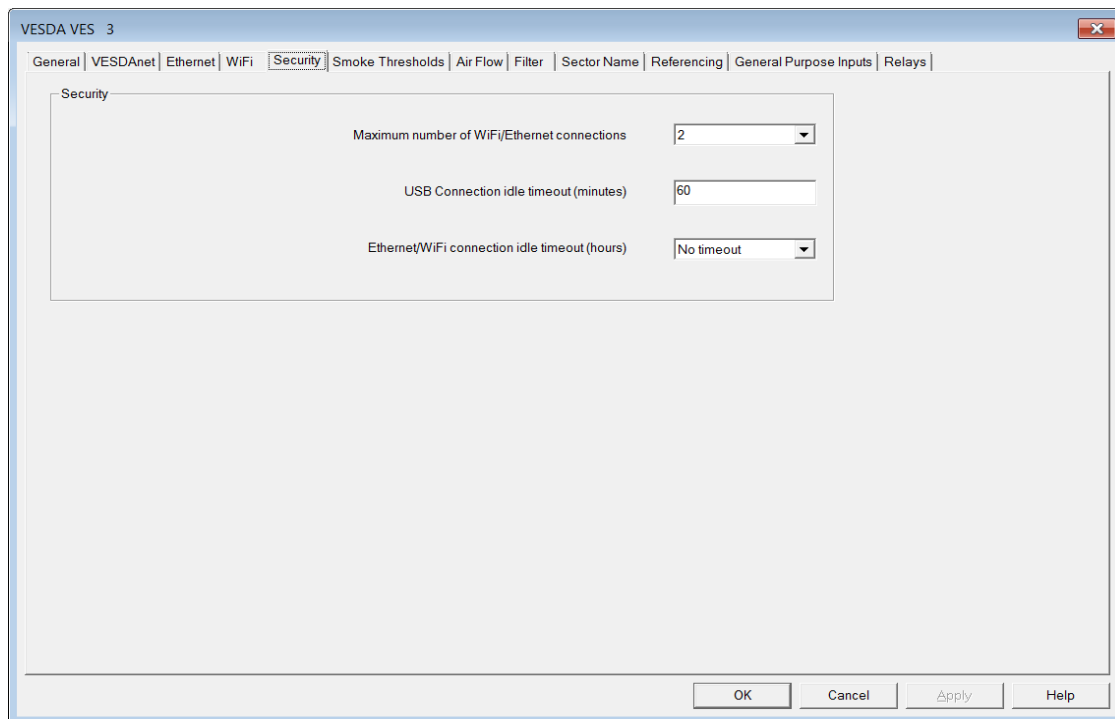 VESDA VES 3
General VESDAnet Ethernet WiFi Security Smoke Thresholds Air Flow Filter Sector Name Referencing General Purpose Inputs Relays
Security
Maximum number of WiFi/Ethernet connections 2
USB Connection idle timeout (minutes) 60
Ethernet/WiFi connection idle timeout (hours) No timeout
OK Cancel Apply Help